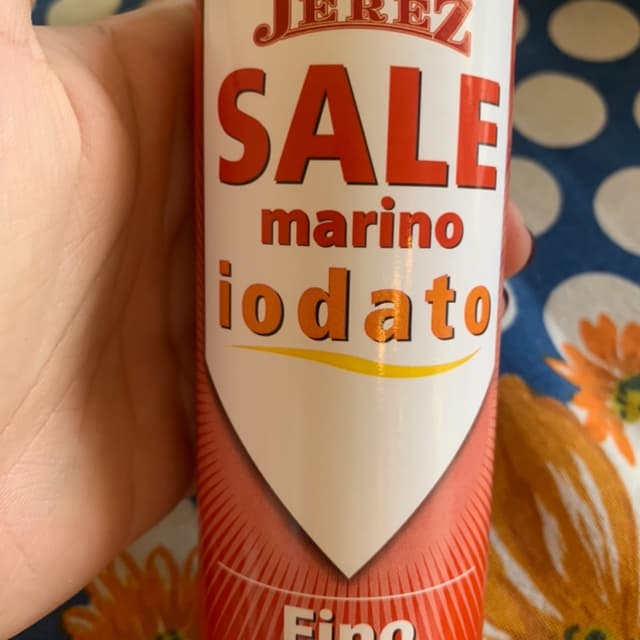 JEREZ
SALE
marino
iodato
Fino